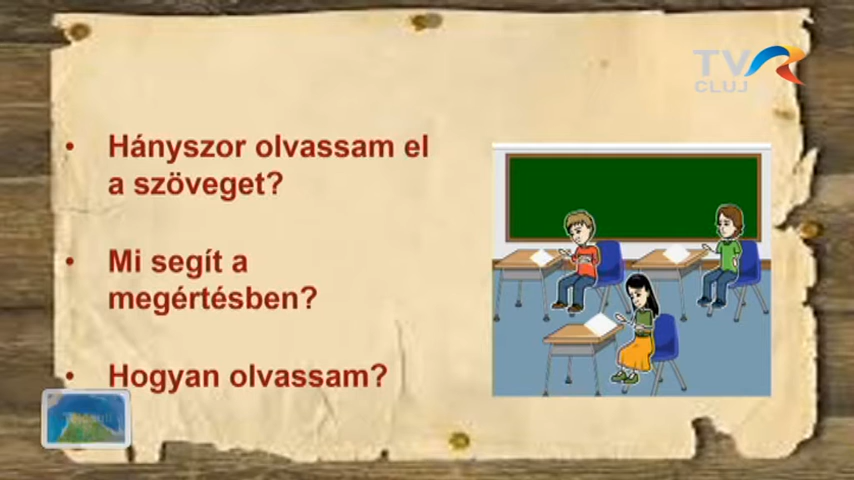 TVR
CLUJ
Hányszor olvassam el
a szöveget?
Mi segít a
megértésben?
Hogyan olvassam?